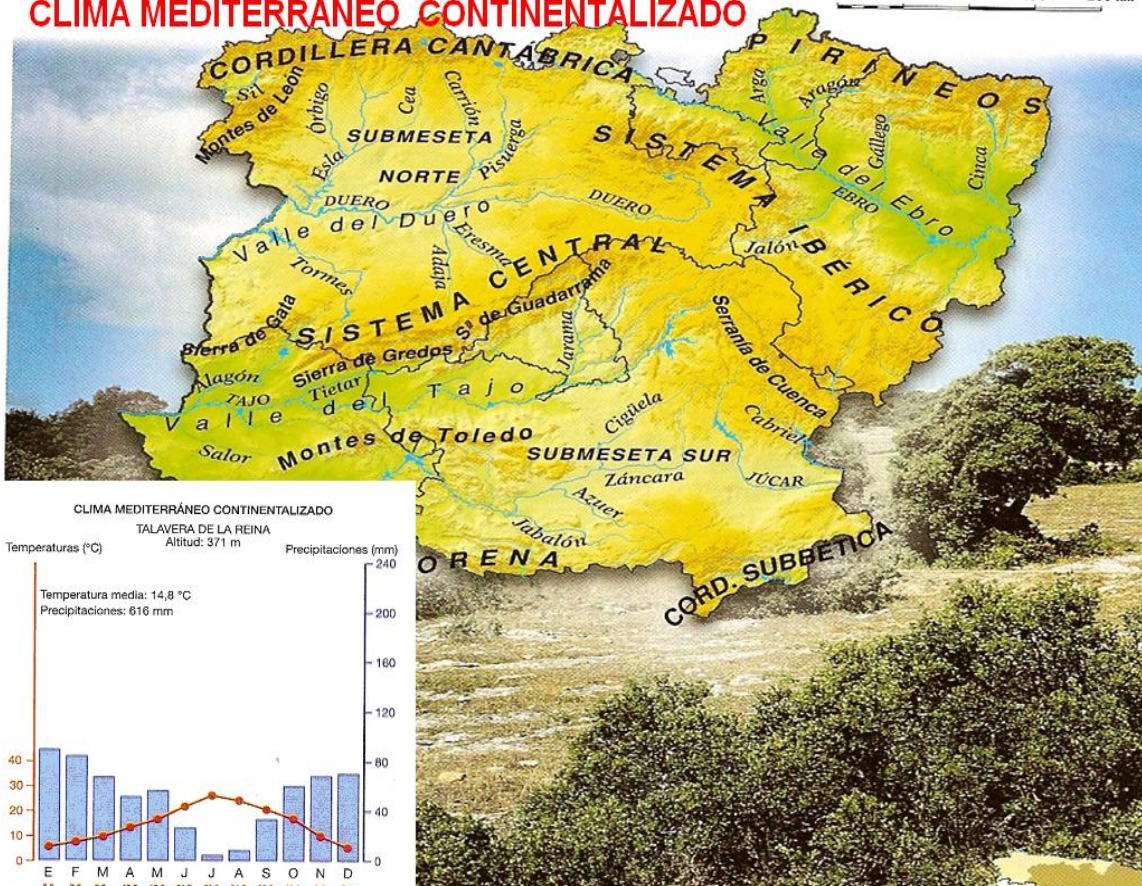 CLIMA MEDITERRÁNEO CONTINENTALIZADO
CORDILLERA CANTÁBRICA
PIRINEOS
Sil
Montes de León
Órbigo
Cea
Carrión
Arga
Aragón
SUBMESETA
NORTE
Esla
Pisuerga
SISTEMA IBÉRICO
Valle del Ebro
Gállego
Cinca
EBRO
DUERO
DUERO
Valle del Duero
Jalón
Tormes
Adaja
Eresma
SISTEMA CENTRAL
Sierra de Gata
Sª de Guadarrama
Sierra de Gredos
Jarama
Serranía de Cuenca
Alagón
Tietar
TAJO
Valle del Tajo
Cigüela
Cabriel
Salor
Montes de Toledo
SUBMESETA SUR
Záncara
JÚCAR
Azuer
Jabalón
ORENA
CORD. SUBBÉTICA
CLIMA MEDITERRÁNEO CONTINENTALIZADO
TALAVERA DE LA REINA
Altitud: 371 m
Temperaturas (°C)
Precipitaciones (mm)
Temperatura media: 14,8 °C
Precipitaciones: 616 mm
240
200
160
120
80
40
0
40
30
20
10
0
E F M A M J J A S O N D